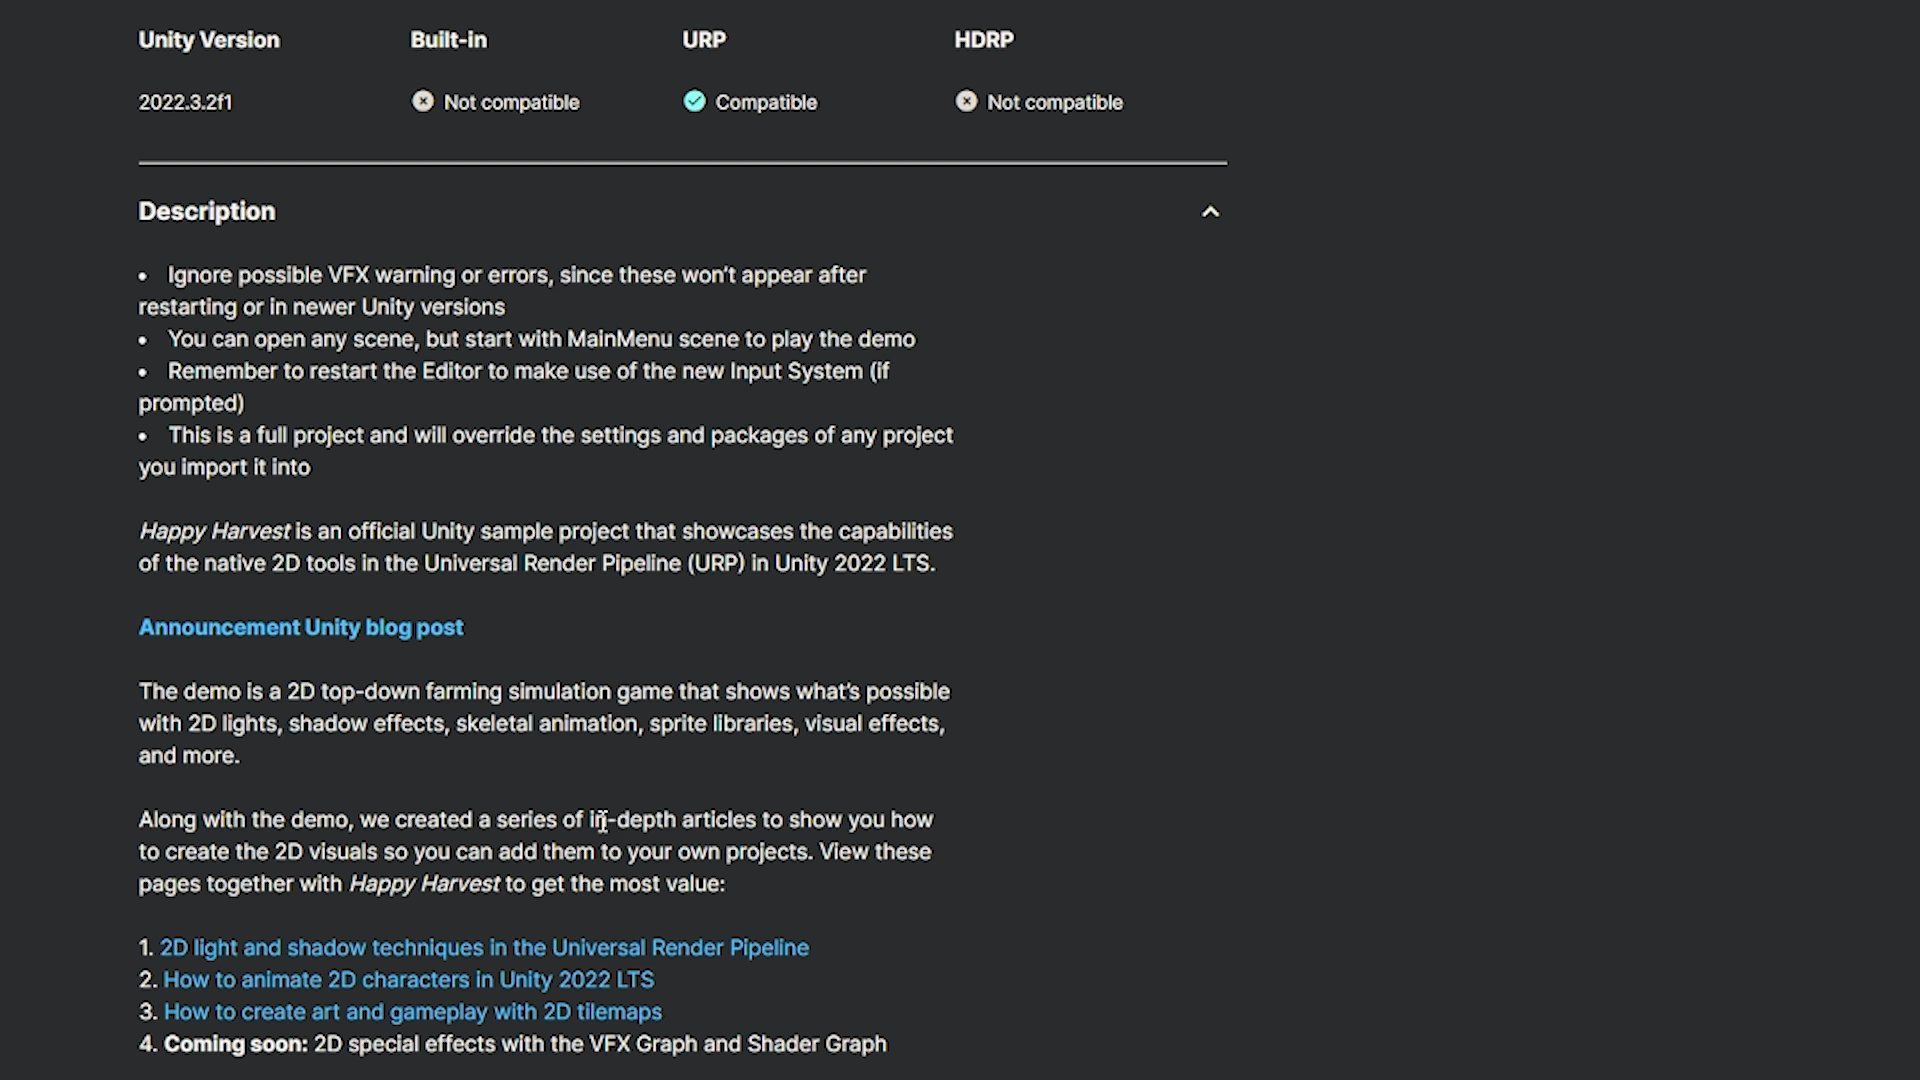 Unity Version Built-in URP HDRP
2022.3.2f1 Not compatible Compatible Not compatible
Description
• Ignore possible VFX warning or errors, since these won't appear after
restarting or in newer Unity versions
• You can open any scene, but start with MainMenu scene to play the demo
• Remember to restart the Editor to make use of the new Input System (if
prompted)
• This is a full project and will override the settings and packages of any project
you import it into
Happy Harvest is an official Unity sample project that showcases the capabilities
of the native 2D tools in the Universal Render Pipeline (URP) in Unity 2022 LTS.
Announcement Unity blog post
The demo is a 2D top-down farming simulation game that shows what's possible
with 2D lights, shadow effects, skeletal animation, sprite libraries, visual effects,
and more.
Along with the demo, we created a series of in-depth articles to show you how
to create the 2D visuals so you can add them to your own projects. View these
pages together with Happy Harvest to get the most value:
1. 2D light and shadow techniques in the Universal Render Pipeline
2. How to animate 2D characters in Unity 2022 LTS
3. How to create art and gameplay with 2D tilemaps
4. Coming soon: 2D special effects with the VFX Graph and Shader Graph